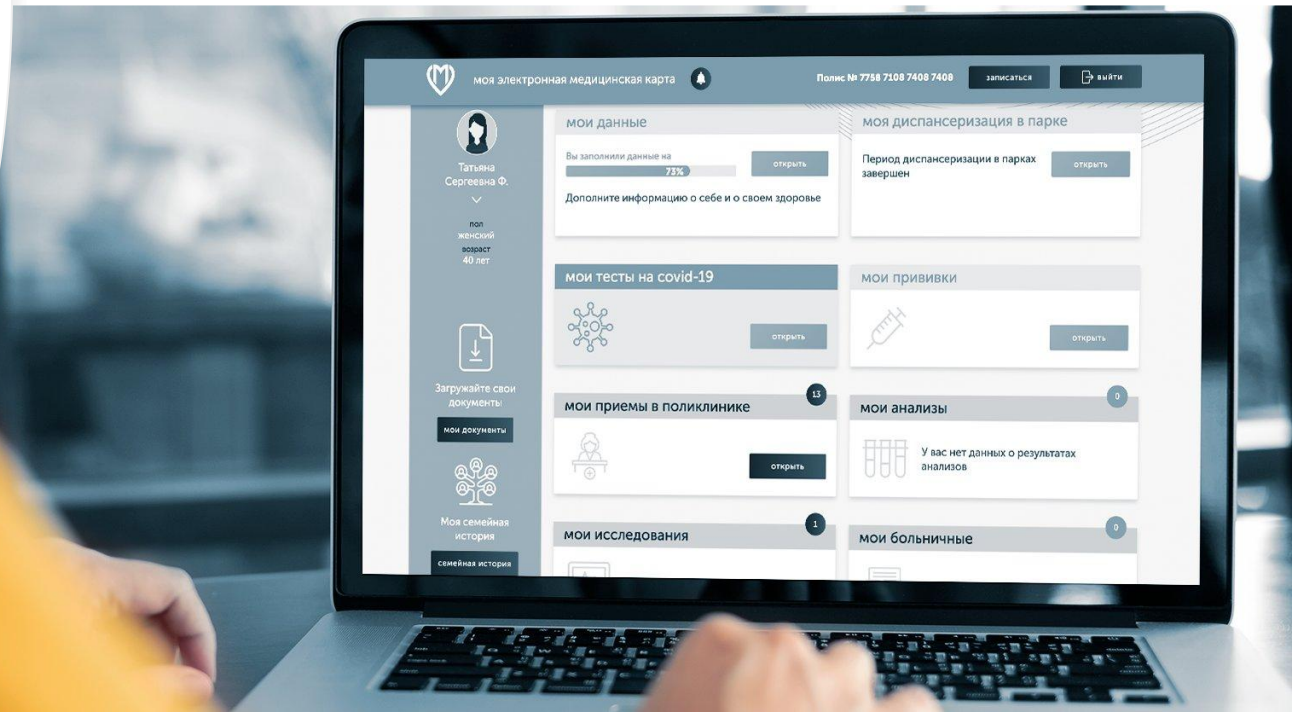 моя электронная медицинская карта
Полис № 7758 7108 7408 7408
записаться
выйти
Татьяна
Сергеевна Ф.
пол
женский
возраст
40 лет
Загружайте свои
документы
мои документы
Моя семейная
история
семейная история
мои данные
Вы заполнили данные на
73%
открыть
Дополните информацию о себе и о своем здоровье
моя диспансеризация в парке
Период диспансеризации в парках
завершен
открыть
мои тесты на covid-19
открыть
мои прививки
открыть
мои приемы в поликлинике
13
открыть
мои анализы
0
У вас нет данных о результатах
анализов
мои исследования
1
мои больничные
0